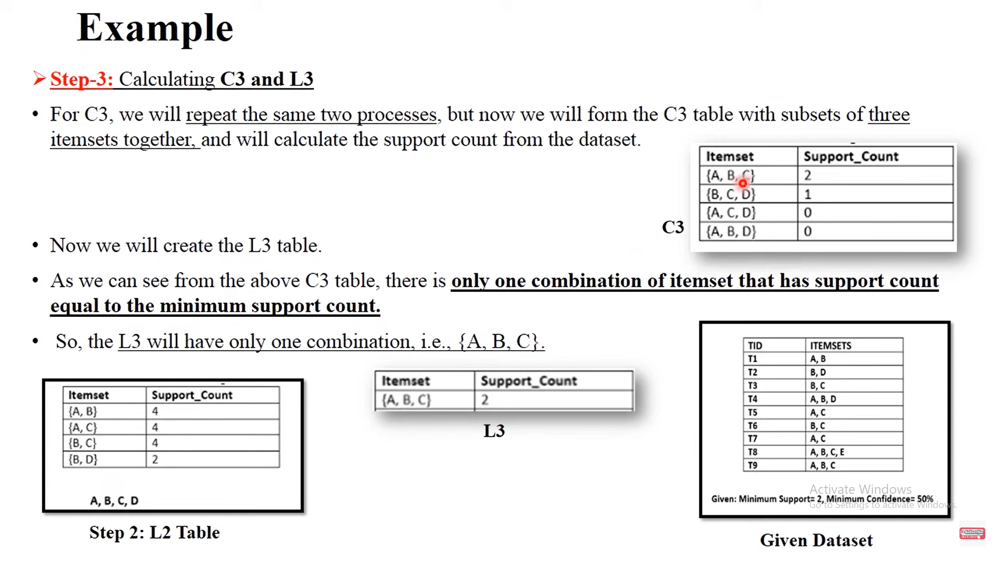 Example
Step-3: Calculating C3 and L3
• For C3, we will repeat the same two processes, but now we will form the C3 table with subsets of three
itemsets together, and will calculate the support count from the dataset.
Itemset Support_Count
{A, B, C} 2
{B, C, D} 1
{A, C, D} 0
{A, B, D} 0
C3
• Now we will create the L3 table.
• As we can see from the above C3 table, there is only one combination of itemset that has support count
equal to the minimum support count.
• So, the L3 will have only one combination, i.e., {A, B, C}.
Itemset Support_Count
{A, B} 4
{A, C} 4
{B, C} 4
{B, D} 2
A, B, C, D
Step 2: L2 Table
Itemset Support_Count
{A, B, C} 2
L3
TID ITEMSETS
T1 A, B
T2 B, D
T3 B, C
T4 A, B, D
T5 A, C
T6 B, C
T7 A, C
T8 A, B, C, E
T9 A, B, C
Given: Minimum Support= 2, Minimum Confidence= 50%
Given Dataset
Activate Windows
Go to Settings to activate Windows.
@Subscribe